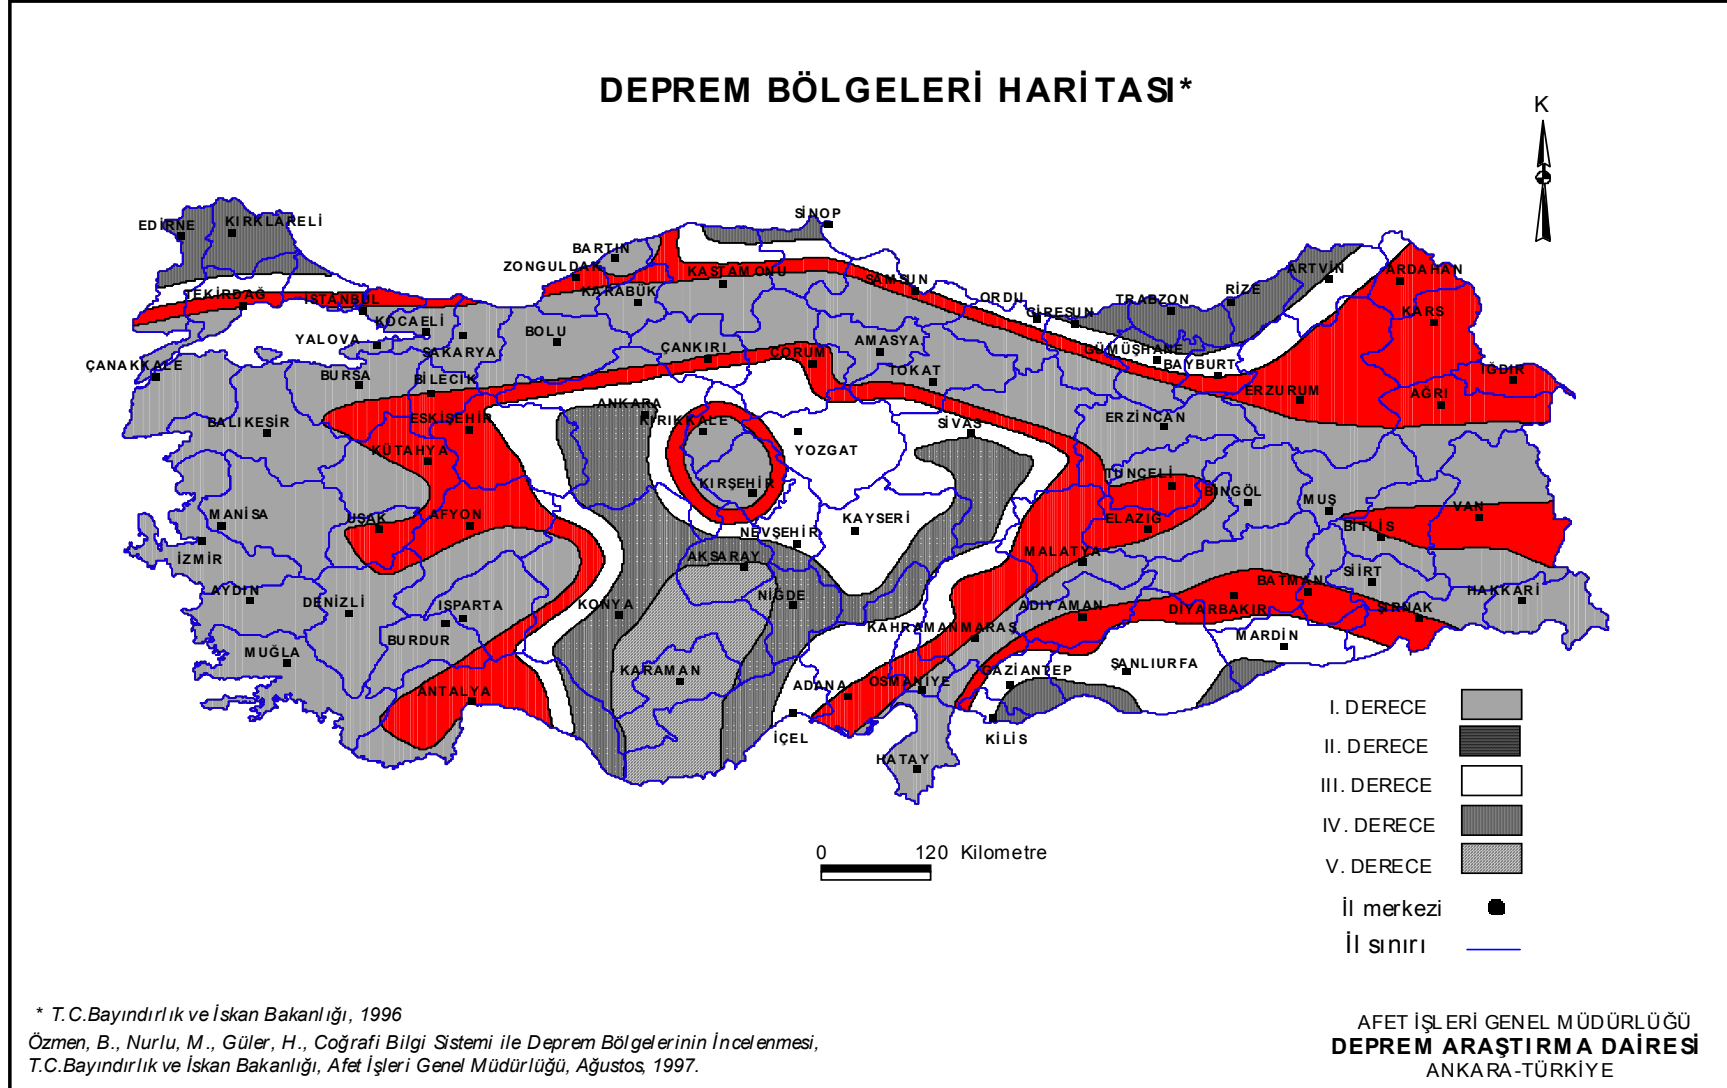 DEPREM BÖLGELERİ HARİTASI*
K
SİNOP
EDİRNE
KIRKLARELİ
BARTIN
ZONGULDAK
KASTAMONU
ARTVİN
ARDAHAN
TEKİRDAĞ
İSTANBUL
KARABÜK
SAMSUN
ORDU
TRABZON
RİZE
KOCAELİ
GİRESUN
KARS
YALOVA
SAKARYA
BOLU
ÇANKIRI
ÇORUM
AMASYA
GÜMÜŞHANE
BAYBURT
ÇANAKKALE
BURSA
BİLECİK
TOKAT
ERZURUM
AĞRI
IĞDIR
BALIKESİR
ESKİŞEHİR
ANKARA
KIRIKKALE
SİVAS
ERZİNCAN
KÜTAHYA
YOZGAT
TUNCELİ
KIRŞEHİR
BİNGÖL
MUŞ
MANİSA
UŞAK
AFYON
KAYSERİ
ELAZIĞ
BİTLİS
VAN
İZMİR
NEVŞEHİR
AKSARAY
MALATYA
SİİRT
AYDIN
DENİZLİ
ISPARTA
KONYA
NİĞDE
ADIYAMAN
DİYARBAKIR
BATMAN
ŞIRNAK
HAKKARİ
BURDUR
KAHRAMANMARAŞ
MARDİN
MUĞLA
KARAMAN
GAZİANTEP
ŞANLIURFA
ANTALYA
ADANA
OSMANİYE
İÇEL
KİLİS
HATAY
I. DERECE
II. DERECE
III. DERECE
IV. DERECE
V. DERECE
İl merkezi
İl sınırı
0 120 Kilometre
* T.C.Bayındırlık ve İskan Bakanlığı, 1996
Özmen, B., Nurlu, M., Güler, H., Coğrafi Bilgi Sistemi ile Deprem Bölgelerinin İncelenmesi,
T.C.Bayındırlık ve İskan Bakanlığı, Afet İşleri Genel Müdürlüğü, Ağustos, 1997.
AFET İŞLERİ GENEL MÜDÜRLÜĞÜ
DEPREM ARAŞTIRMA DAİRESİ
ANKARA-TÜRKİYE